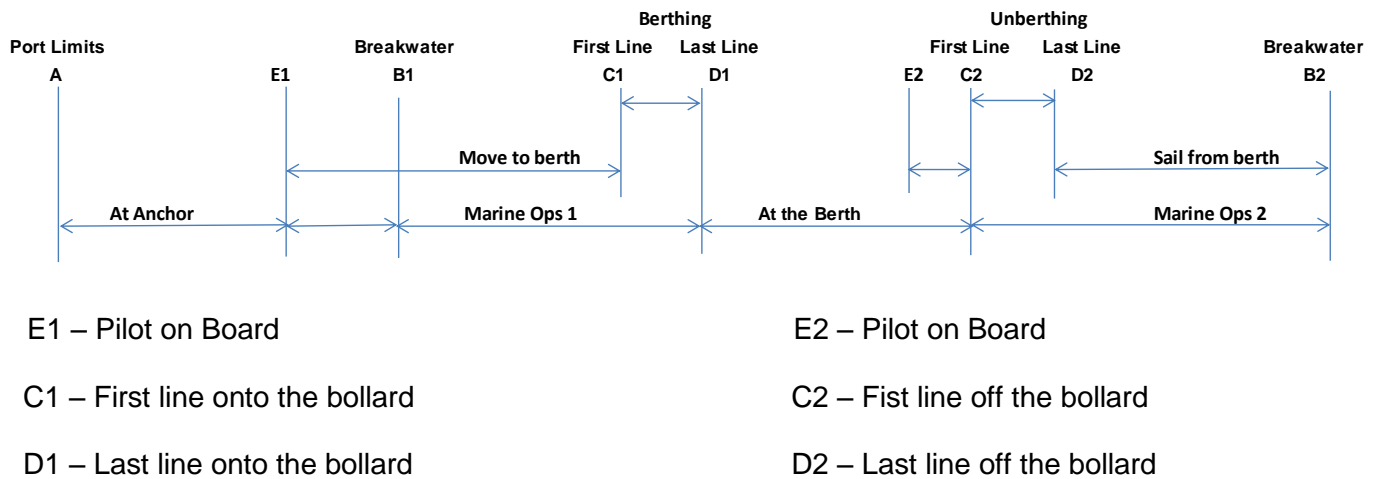 Berthing Unberthing
Port Limits Breakwater First Line Last Line First Line Last Line Breakwater
A E1 B1 C1 D1 E2 C2 D2 B2
Move to berth Sail from berth
At Anchor Marine Ops 1 At the Berth Marine Ops 2
E1 – Pilot on Board E2 – Pilot on Board
C1 – First line onto the bollard C2 – Fist line off the bollard
D1 – Last line onto the bollard D2 – Last line off the bollard